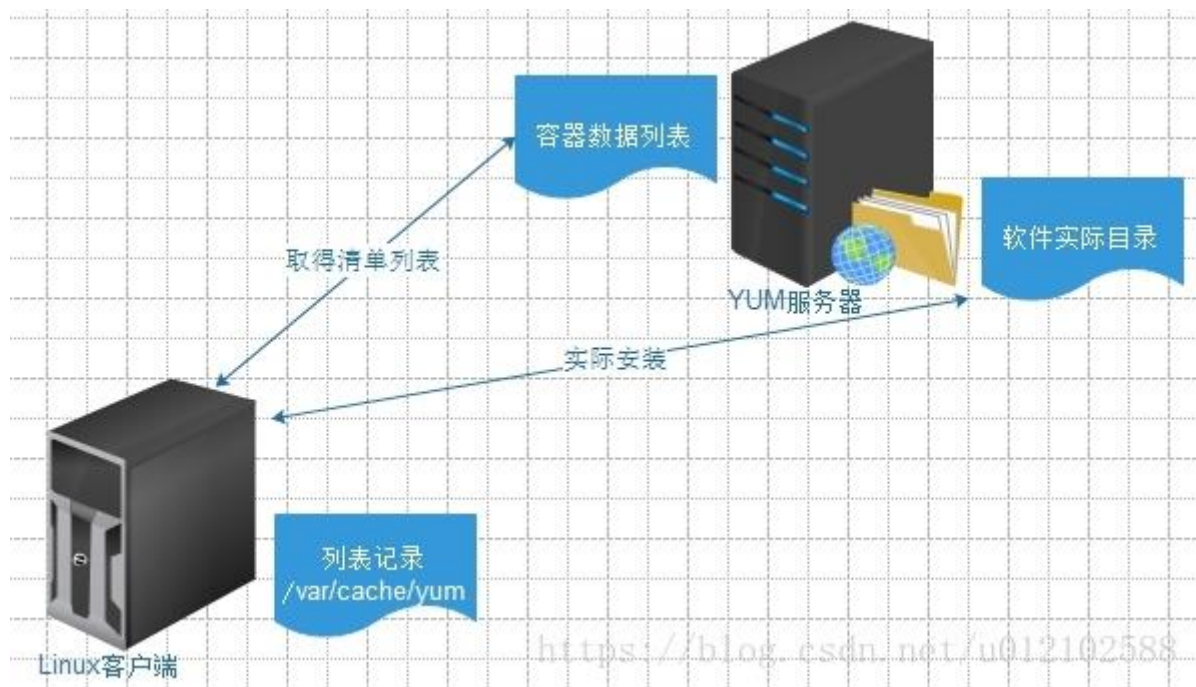 容器数据列表
软件实际目录
取得清单列表
YUM服务器
实际安装
列表记录
/var/cache/yum
Linux客户端
https://blog.csdn.net/u012102588